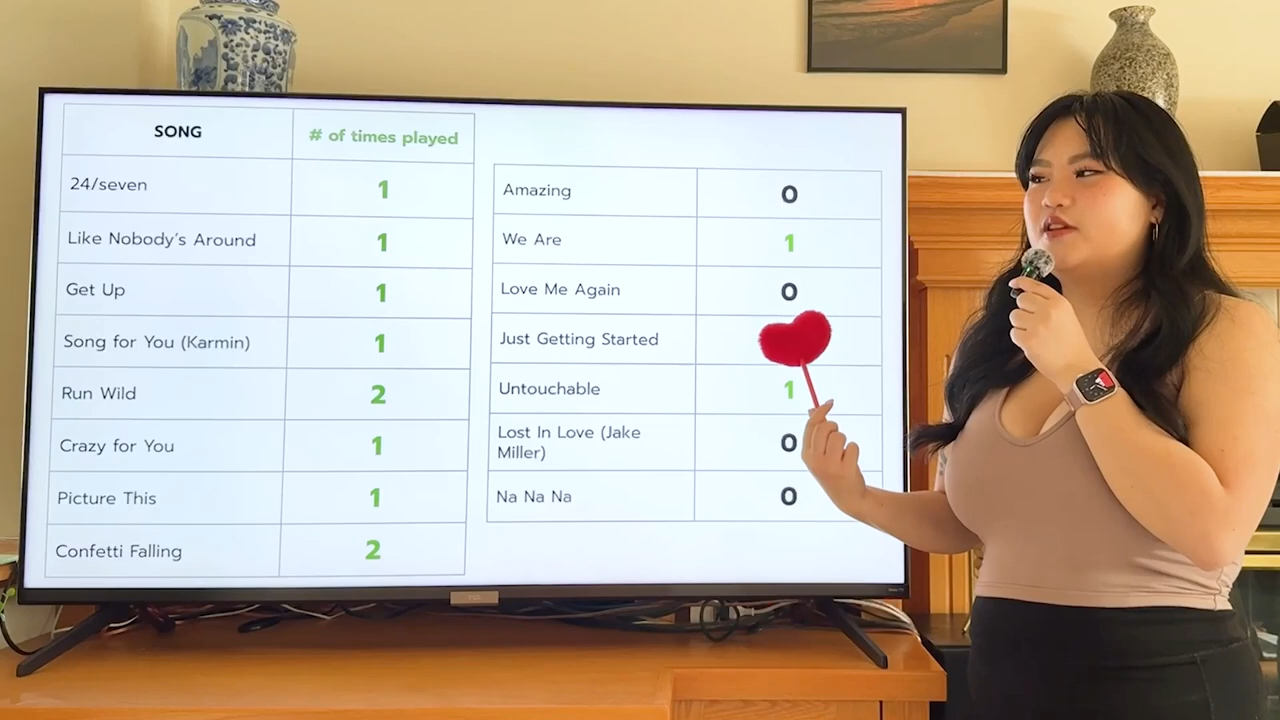 SONG # of times played
24/seven 1
Like Nobody's Around 1
Get Up 1
Song for You (Karmin) 1
Run Wild 2
Crazy for You 1
Picture This 1
Confetti Falling 2
Amazing 0
We Are 1
Love Me Again 0
Just Getting Started
Untouchable 1
Lost In Love (Jake
Miller) 0
Na Na Na 0
TCL